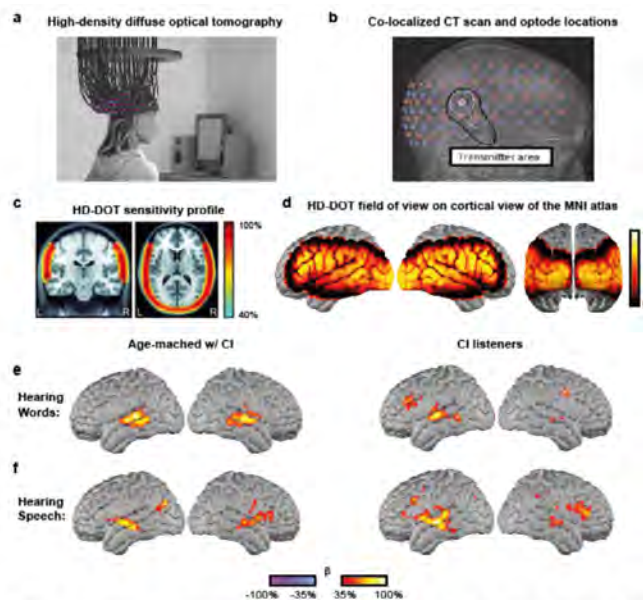 a High-density diffuse optical tomography
b Co-localized CT scan and optode locations
Transmitter area
c HD-DOT sensitivity profile
100%
40%
L R L R
d HD-DOT field of view on cortical view of the MNI atlas
Age-mached w/ CI CI listeners
e
Hearing
Words:
f
Hearing
Speech:
β
-100% -35% 35% 100%